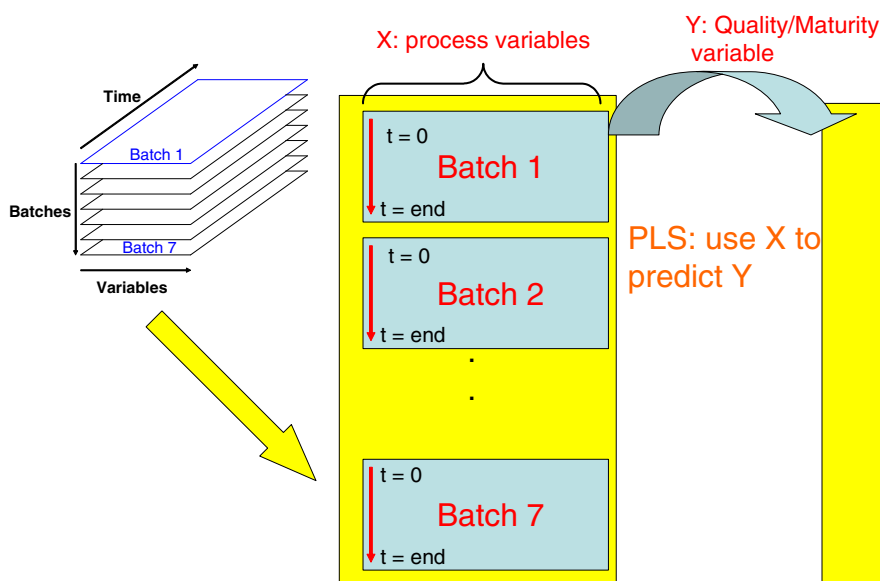 Y: Quality/Maturity
variable
X: process variables
Time
Batch 1
Batches
Batch 7
Variables
t = 0
Batch 1
t = end
t = 0
Batch 2
t = end
.
.
t = 0
Batch 7
t = end
PLS: use X to
predict Y